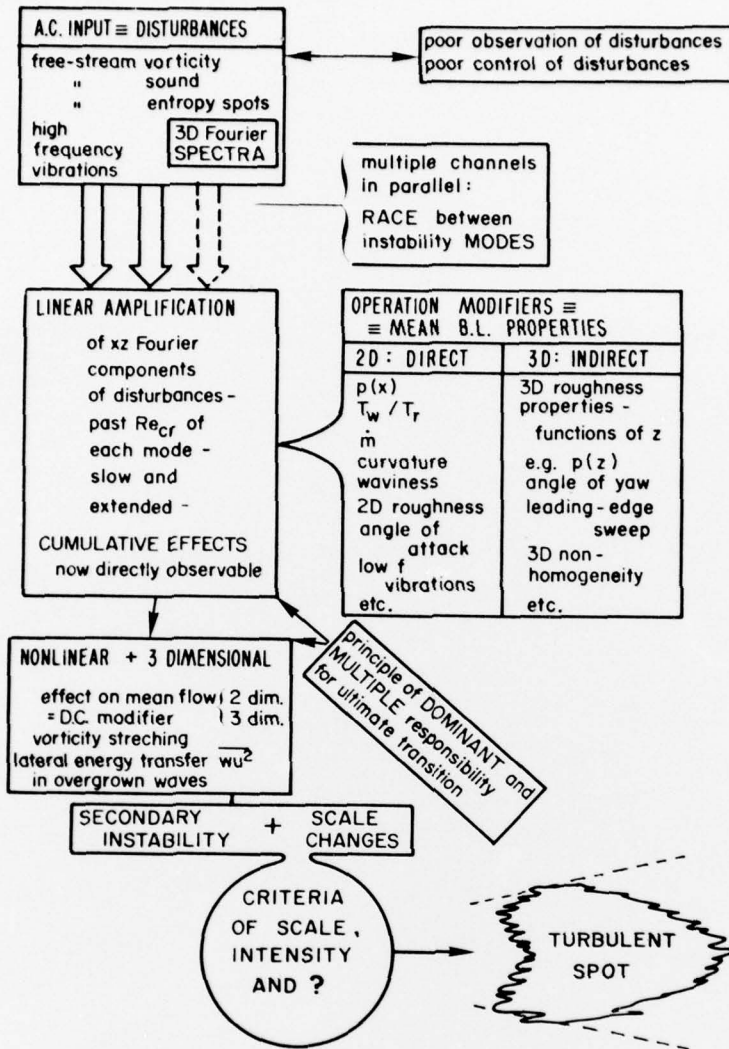 A.C. INPUT ≡ DISTURBANCES
free-stream vorticity
" sound
" entropy spots
high
frequency
vibrations
3D Fourier
SPECTRA
poor observation of disturbances
poor control of disturbances
multiple channels
in parallel:
RACE between
instability MODES
LINEAR AMPLIFICATION
of xz Fourier
components
of disturbances -
past Re_cr of
each mode -
slow and
extended -
CUMULATIVE EFFECTS
now directly observable
OPERATION MODIFIERS ≡
≡ MEAN B.L. PROPERTIES
2D: DIRECT
p(x)
T_w / T_r
ṁ
curvature
waviness
2D roughness
angle of
attack
low f
vibrations
etc.
3D: INDIRECT
3D roughness
properties -
functions of z
e.g. p(z)
angle of yaw
leading-edge
sweep
3D non-
homogeneity
etc.
principle of DOMINANT and
MULTIPLE responsibility
for ultimate transition
NONLINEAR + 3 DIMENSIONAL
effect on mean flow { 2 dim.
= D.C. modifier { 3 dim.
vorticity streching
lateral energy transfer wu²
in overgrown waves
SECONDARY + SCALE
INSTABILITY CHANGES
CRITERIA
OF SCALE,
INTENSITY
AND ?
TURBULENT
SPOT